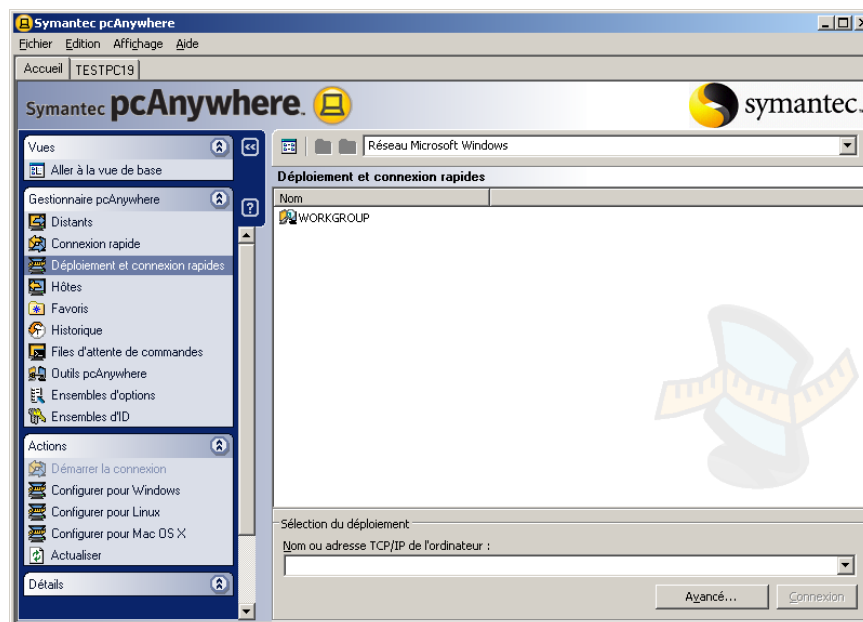 Symantec pcAnywhere
Fichier Edition Affichage Aide
Accueil TESTPC19
Symantec pcAnywhere.
symantec.
Vues
Aller à la vue de base
Gestionnaire pcAnywhere
Distants
Connexion rapide
Déploiement et connexion rapides
Hôtes
Favoris
Historique
Files d'attente de commandes
Outils pcAnywhere
Ensembles d'options
Ensembles d'ID
Actions
Démarrer la connexion
Configurer pour Windows
Configurer pour Linux
Configurer pour Mac OS X
Actualiser
Détails
Réseau Microsoft Windows
Déploiement et connexion rapides
Nom
WORKGROUP
Sélection du déploiement
Nom ou adresse TCP/IP de l'ordinateur :
Avancé...
Connexion